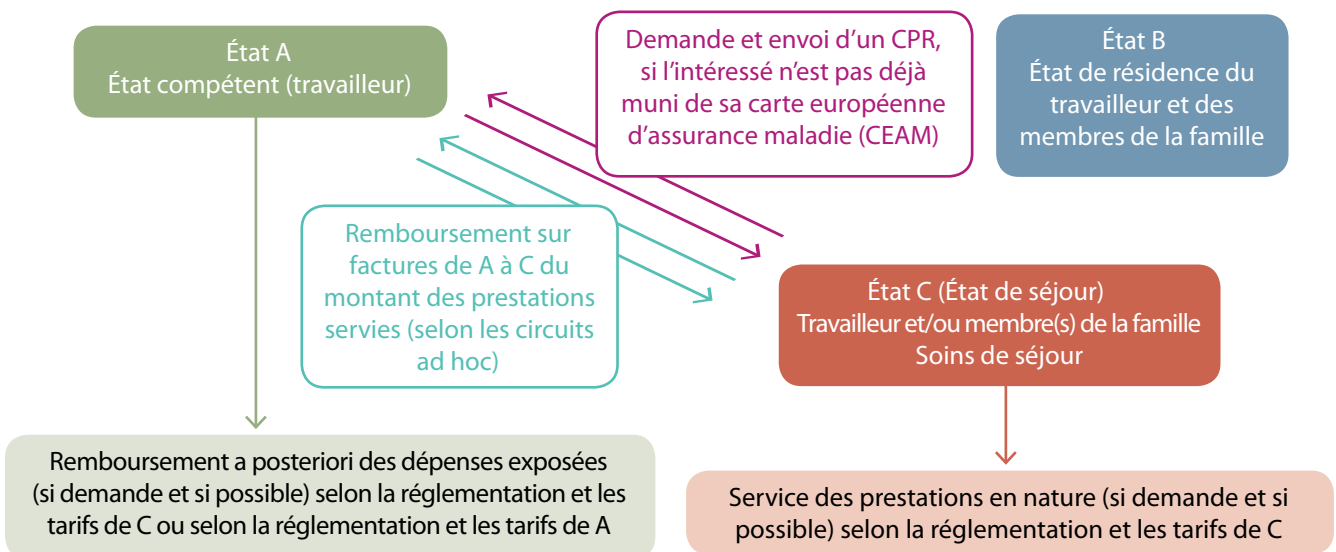 État A
État compétent (travailleur)
Demande et envoi d’un CPR,
si l’intéressé n’est pas déjà
muni de sa carte européenne
d’assurance maladie (CEAM)
État B
État de résidence du
travailleur et des
membres de la famille
Remboursement sur
factures de A à C du
montant des prestations
servies (selon les circuits
ad hoc)
État C (État de séjour)
Travailleur et/ou membre(s) de la famille
Soins de séjour
Remboursement a posteriori des dépenses exposées
(si demande et si possible) selon la réglementation et les
tarifs de C ou selon la réglementation et les tarifs de A
Service des prestations en nature (si demande et si
possible) selon la réglementation et les tarifs de C